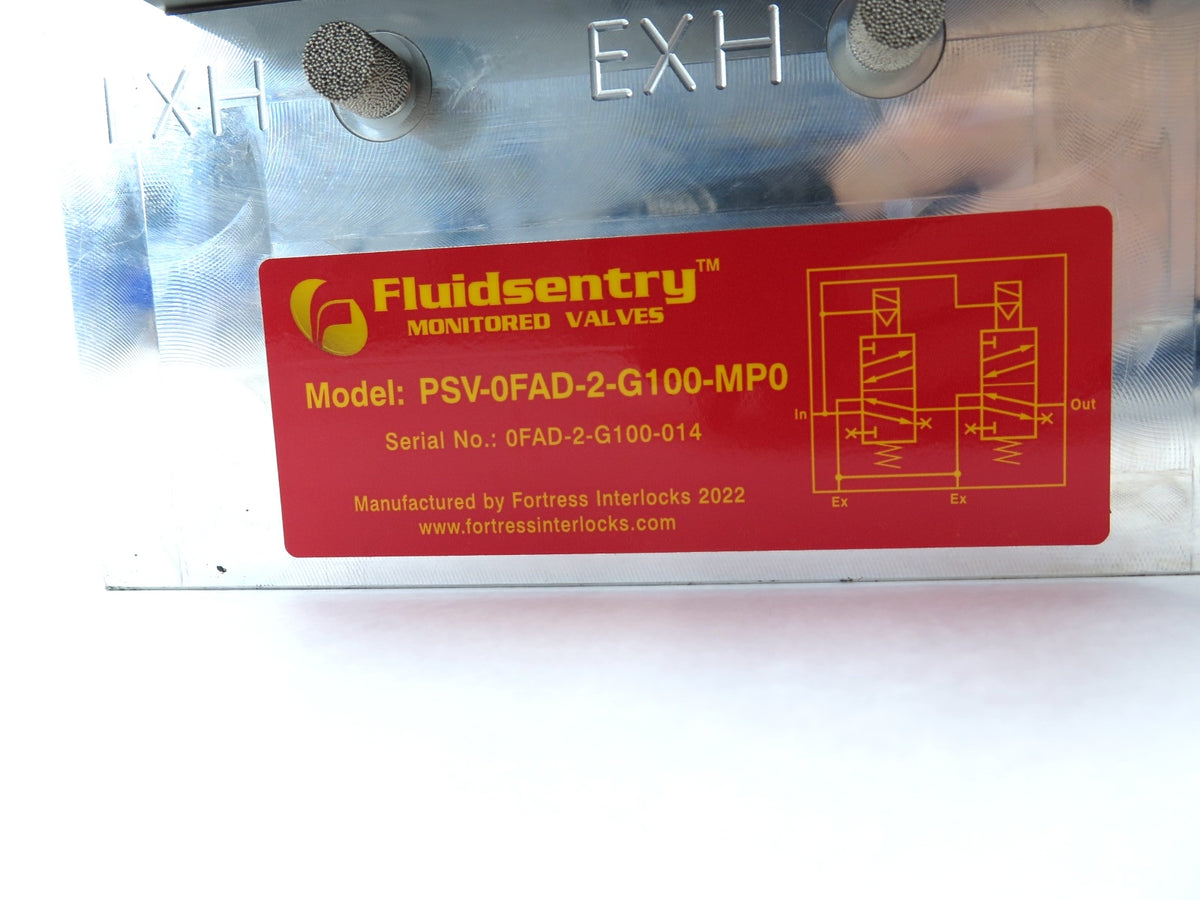 EXH
Fluidsentry™
MONITORED VALVES
Model: PSV-0FAD-2-G100-MP0
Serial No.: 0FAD-2-G100-014
Manufactured by Fortress Interlocks 2022
www.fortressinterlocks.com
In
Out
Ex
Ex